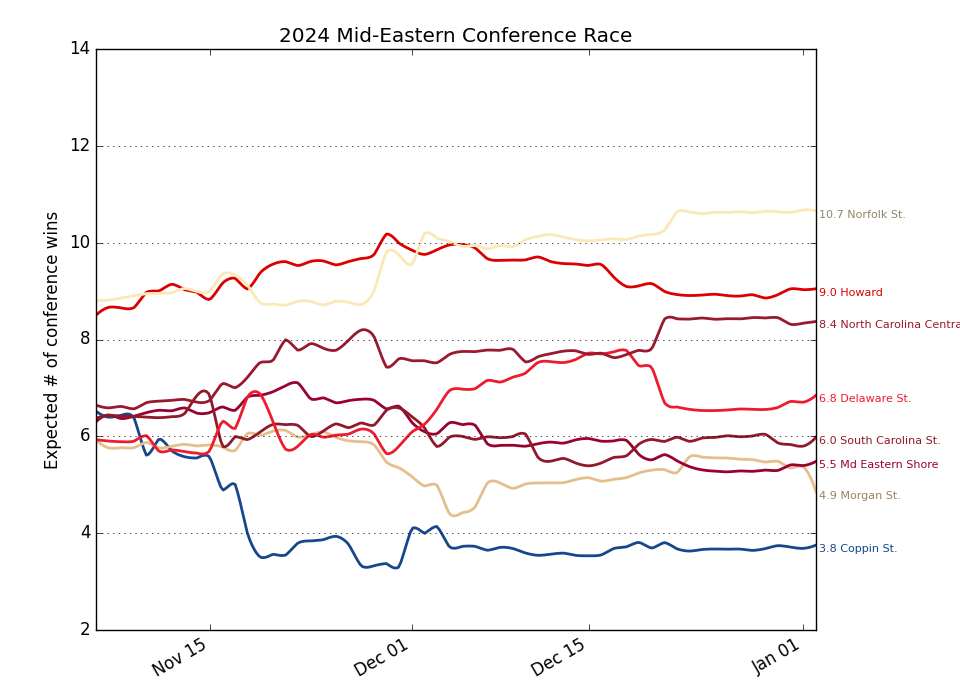 2024 Mid-Eastern Conference Race
Expected # of conference wins
14
12
10
8
6
4
2
Nov 15
Dec 01
Dec 15
Jan 01
10.7 Norfolk St.
9.0 Howard
8.4 North Carolina Centra
6.8 Delaware St.
6.0 South Carolina St.
5.5 Md Eastern Shore
4.9 Morgan St.
3.8 Coppin St.